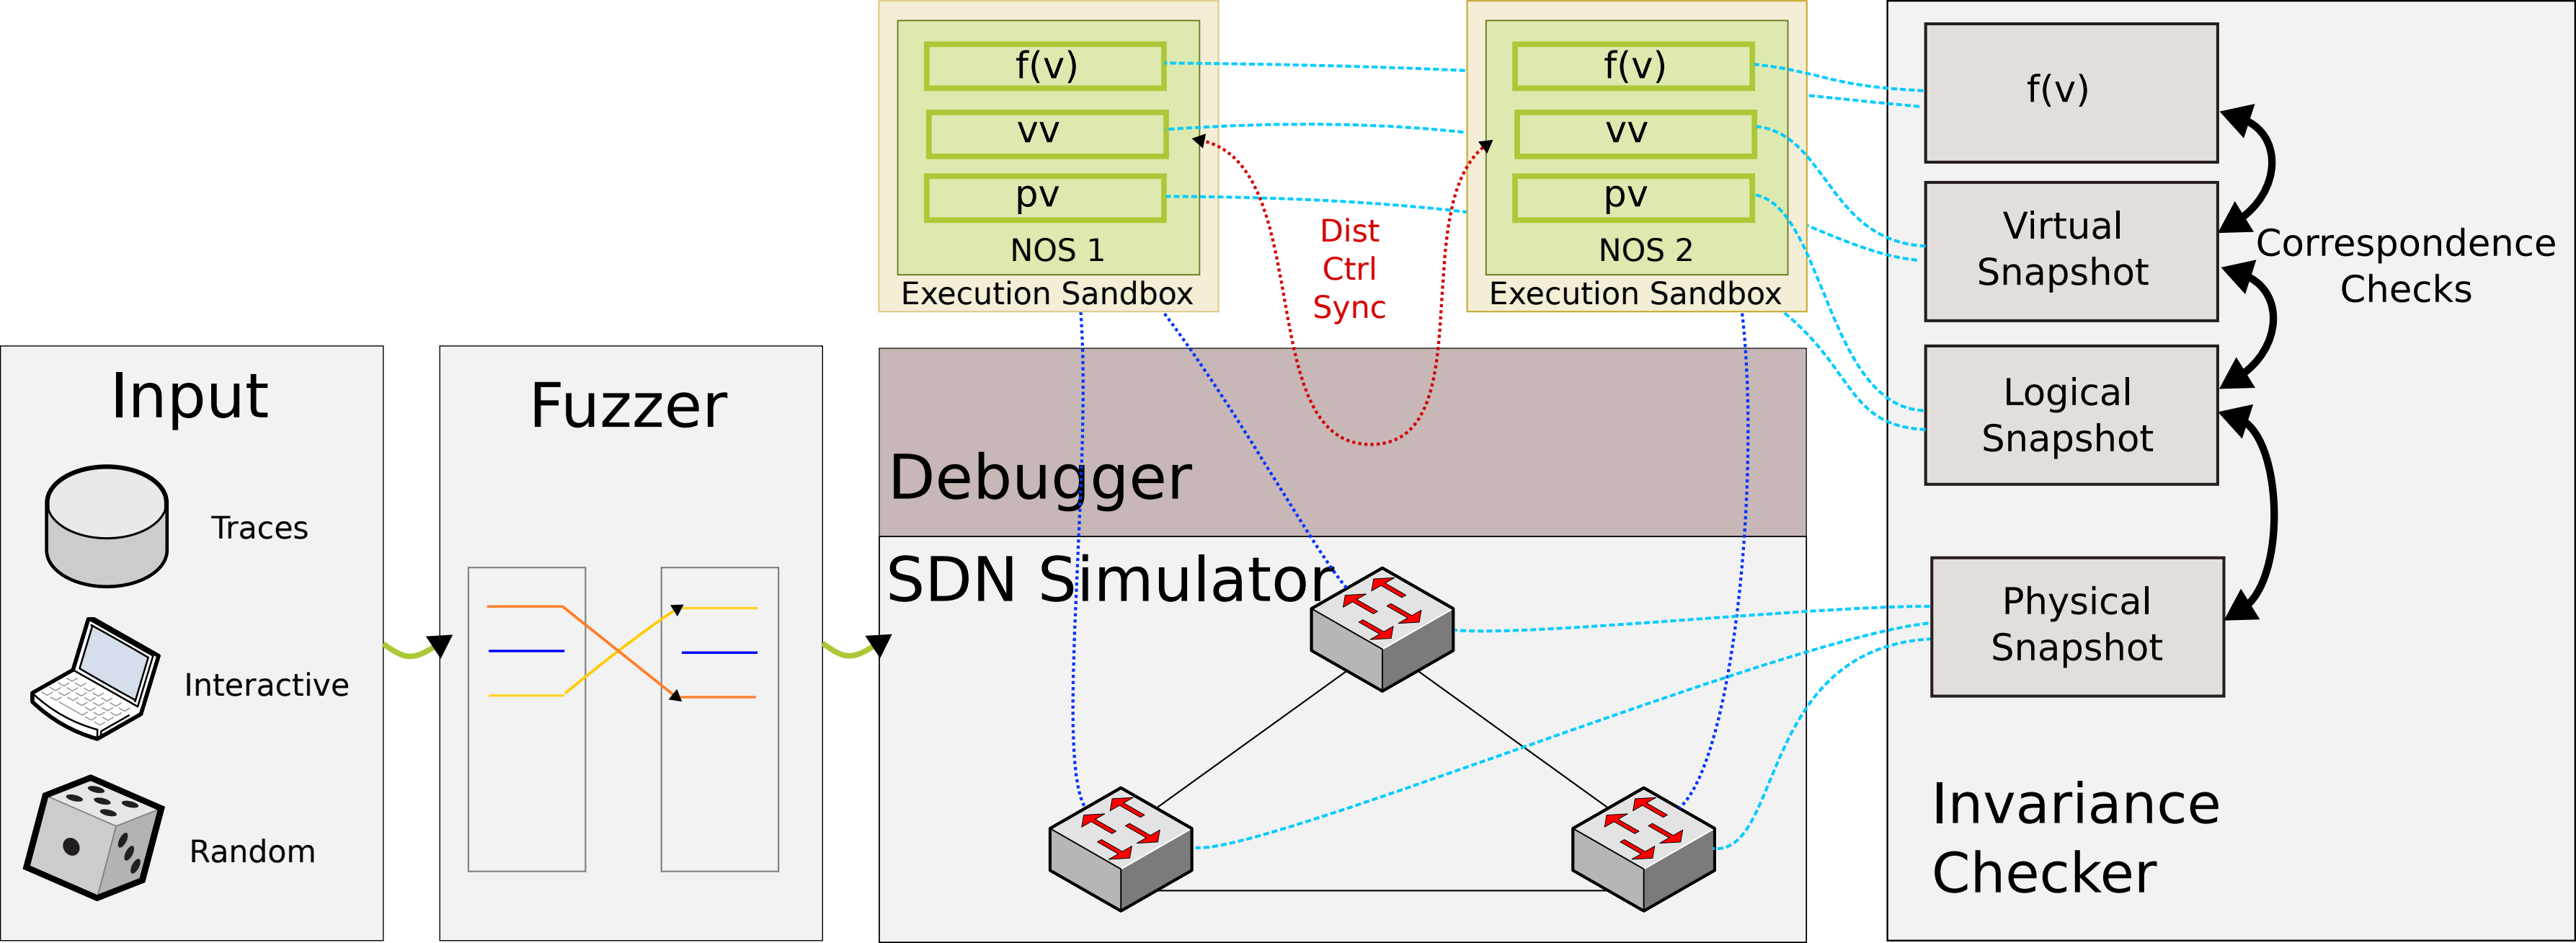 Input
Traces
Interactive
Random
Fuzzer
f(v)
vv
pv
NOS 1
Execution Sandbox
Dist
Ctrl
Sync
f(v)
vv
pv
NOS 2
Execution Sandbox
Debugger
SDN Simulator
f(v)
Virtual
Snapshot
Logical
Snapshot
Physical
Snapshot
Correspondence
Checks
Invariance
Checker